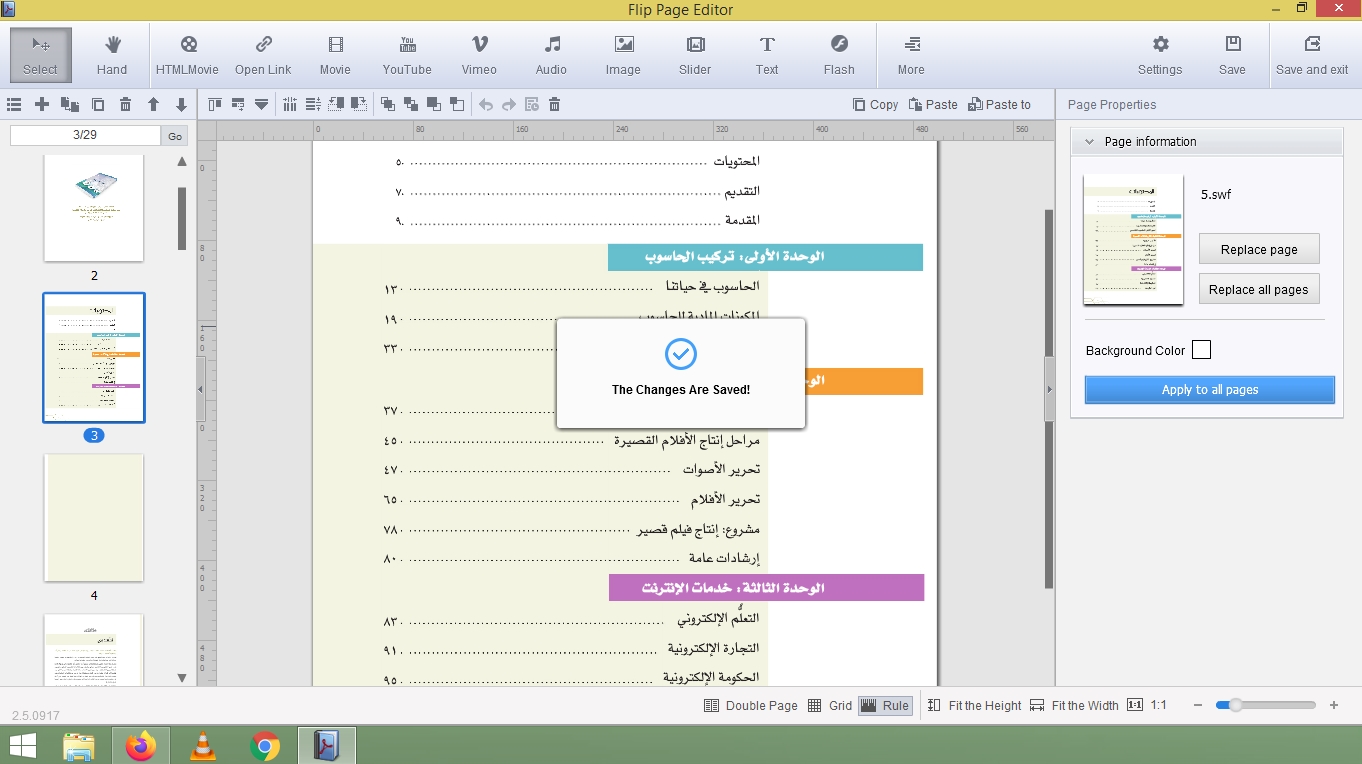 Flip Page Editor
Select Hand HTMLMovie Open Link Movie YouTube Vimeo Audio Image Slider Text Flash More Settings Save Save and exit
Copy Paste Paste to
Page Properties
3/29 Go
0 80 160 240 320 400 480 560
Page information
5.swf
Replace page
Replace all pages
Background Color
Apply to all pages
2
3
4
المحتويات ٥
التقديم ٧
المقدمة ٩
الوحدة الأولى: تركيب الحاسوب
الحاسوب في حياتنا ١٣
المكونات المادية للحاسوب ١٩
٣٣
الوحـ
The Changes Are Saved!
٣٧
مراحل إنتاج الأفلام القصيرة ٤٥
تحرير الأصوات ٤٧
تحرير الأفلام ٦٥
مشروع: إنتاج فيلم قصير ٧٨
إرشادات عامة ٨٠
الوحدة الثالثة: خدمات الإنترنت
التعلُّم الإلكتروني ٨٣
التجارة الإلكترونية ٩١
الحكومة الإلكترونية ٩٥
Double Page Grid Rule Fit the Height Fit the Width 1:1 1:1
2.5.0917